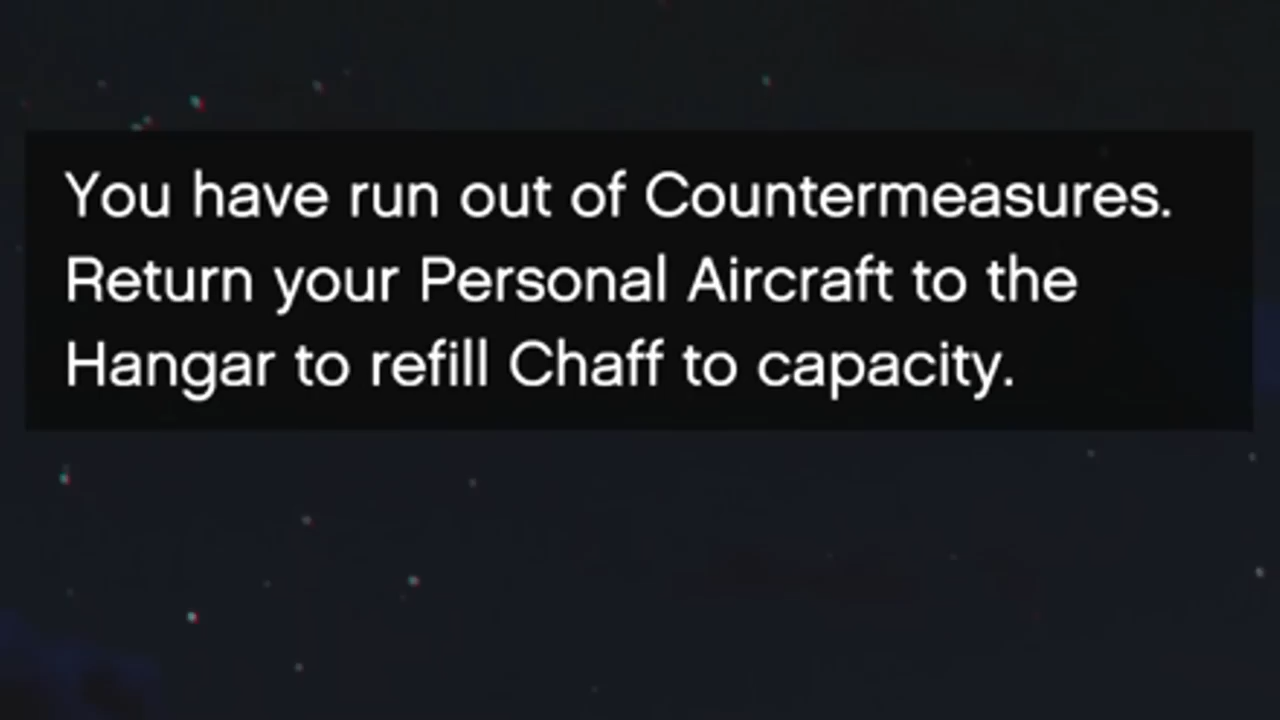 You have run out of Countermeasures.
Return your Personal Aircraft to the
Hangar to refill Chaff to capacity.